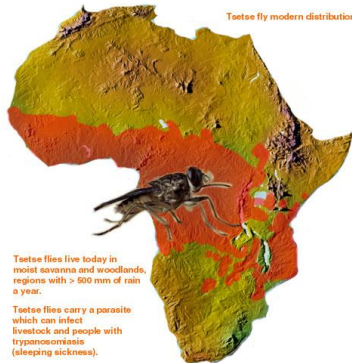 Tsetse fly modern distribution
Tsetse flies live today in
moist savanna and woodlands,
regions with > 500 mm of rain
a year.
Tsetse flies carry a parasite
which can infect
livestock and people with
trypanosomiasis
(sleeping sickness).